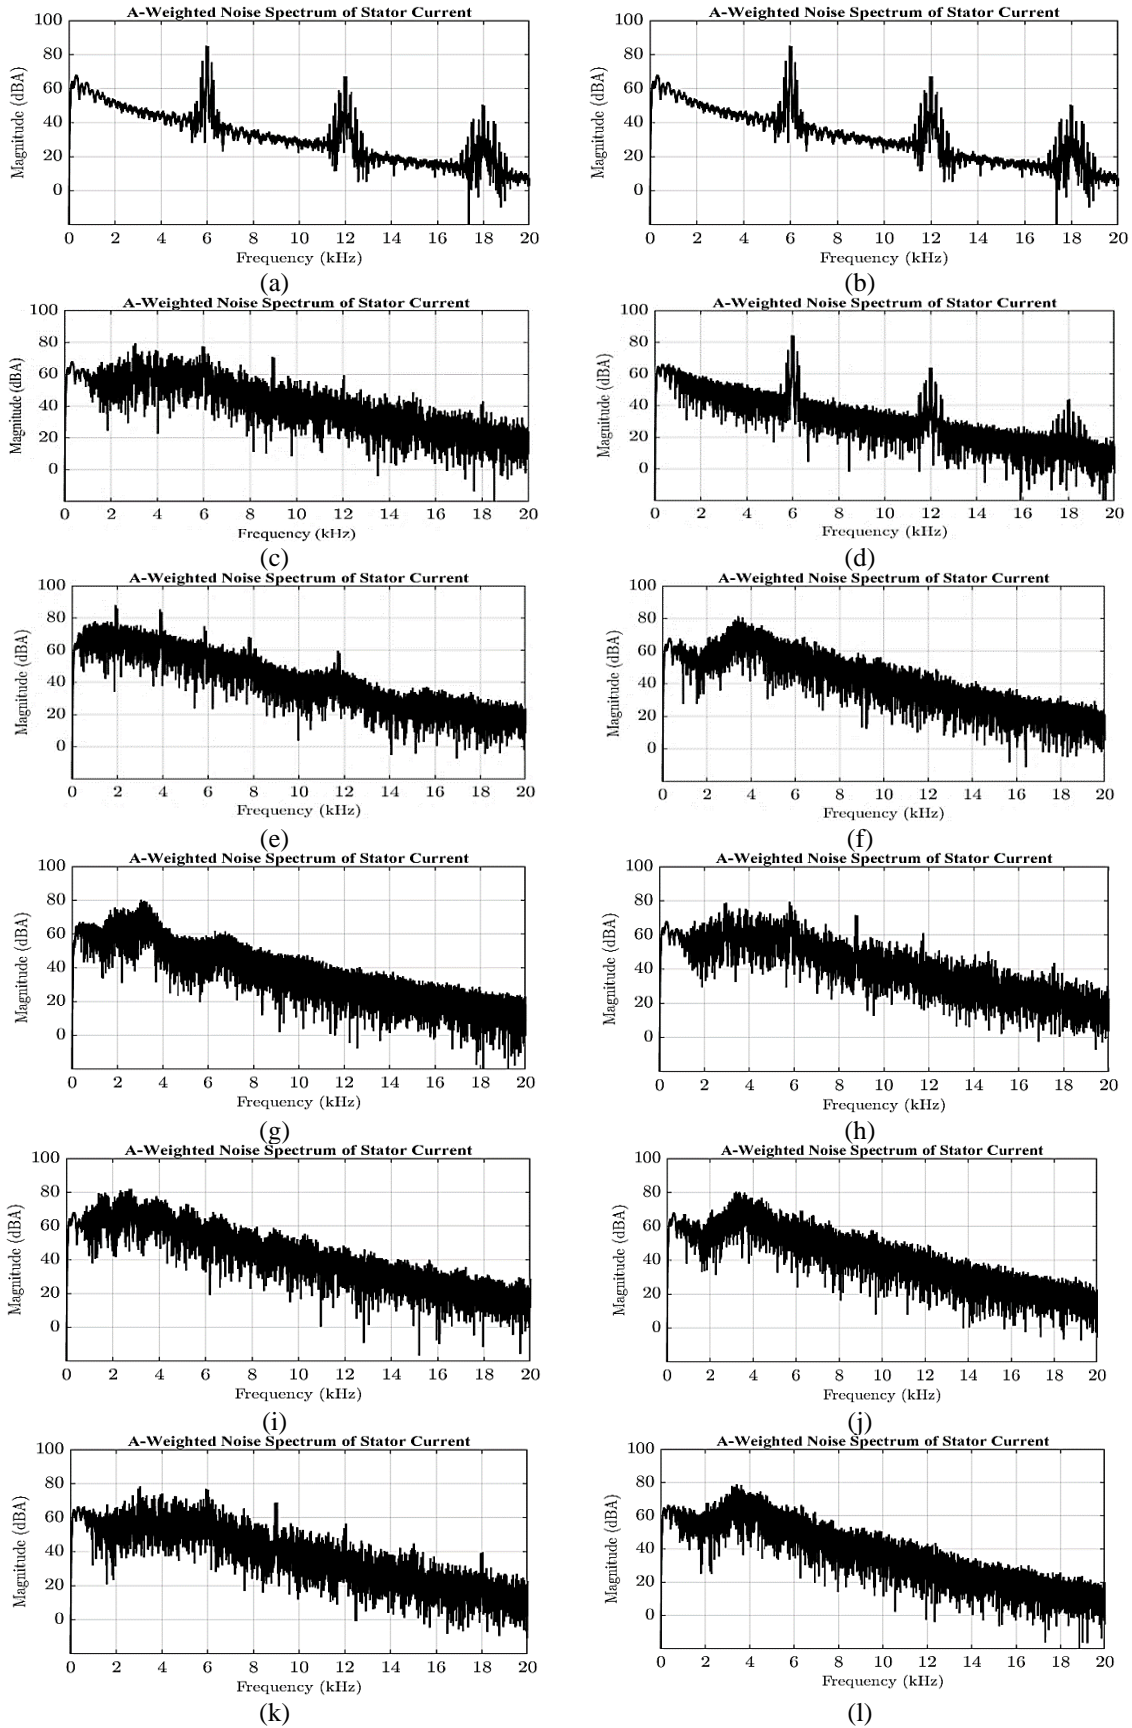 A-Weighted Noise Spectrum of Stator Current
100
80
60
40
20
0
Magnitude (dBA)
0 2 4 6 8 10 12 14 16 18 20
Frequency (kHz)
(a)
A-Weighted Noise Spectrum of Stator Current
100
80
60
40
20
0
Magnitude (dBA)
0 2 4 6 8 10 12 14 16 18 20
Frequency (kHz)
(b)
A-Weighted Noise Spectrum of Stator Current
100
80
60
40
20
0
Magnitude (dBA)
0 2 4 6 8 10 12 14 16 18 20
Frequency (kHz)
(c)
A-Weighted Noise Spectrum of Stator Current
100
80
60
40
20
0
Magnitude (dBA)
0 2 4 6 8 10 12 14 16 18 20
Frequency (kHz)
(d)
A-Weighted Noise Spectrum of Stator Current
100
80
60
40
20
0
Magnitude (dBA)
0 2 4 6 8 10 12 14 16 18 20
Frequency (kHz)
(e)
A-Weighted Noise Spectrum of Stator Current
100
80
60
40
20
0
Magnitude (dBA)
0 2 4 6 8 10 12 14 16 18 20
Frequency (kHz)
(f)
A-Weighted Noise Spectrum of Stator Current
100
80
60
40
20
0
Magnitude (dBA)
0 2 4 6 8 10 12 14 16 18 20
Frequency (kHz)
(g)
A-Weighted Noise Spectrum of Stator Current
100
80
60
40
20
0
Magnitude (dBA)
0 2 4 6 8 10 12 14 16 18 20
Frequency (kHz)
(h)
A-Weighted Noise Spectrum of Stator Current
100
80
60
40
20
0
Magnitude (dBA)
0 2 4 6 8 10 12 14 16 18 20
Frequency (kHz)
(i)
A-Weighted Noise Spectrum of Stator Current
100
80
60
40
20
0
Magnitude (dBA)
0 2 4 6 8 10 12 14 16 18 20
Frequency (kHz)
(j)
A-Weighted Noise Spectrum of Stator Current
100
80
60
40
20
0
Magnitude (dBA)
0 2 4 6 8 10 12 14 16 18 20
Frequency (kHz)
(k)
A-Weighted Noise Spectrum of Stator Current
100
80
60
40
20
0
Magnitude (dBA)
0 2 4 6 8 10 12 14 16 18 20
Frequency (kHz)
(l)